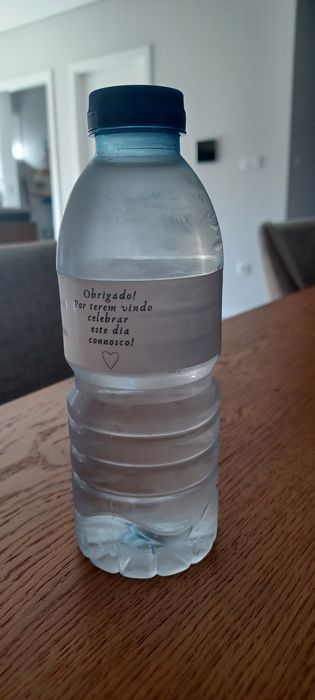 Obrigado!
Por terem vindo
celebrar
este dia
connosco!